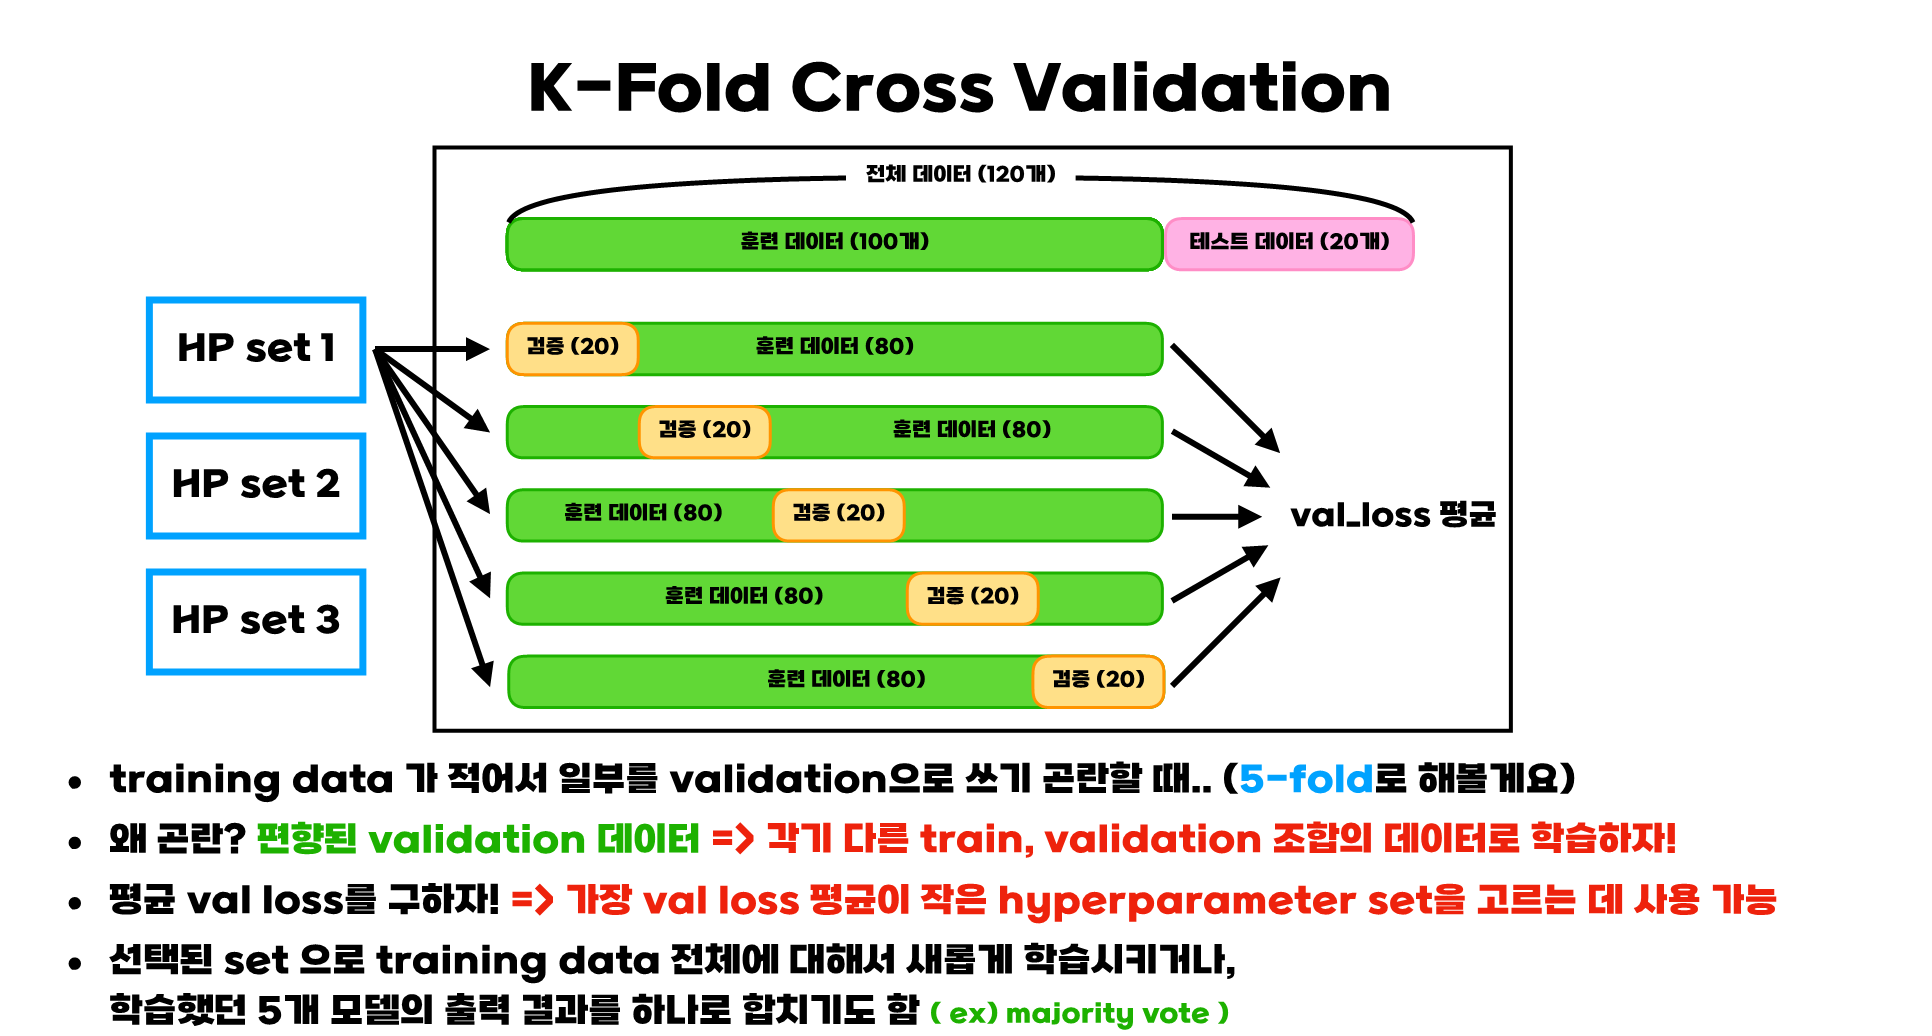 K-Fold Cross Validation
전체 데이터 (120개)
훈련 데이터 (100개)
테스트 데이터 (20개)
HP set 1
HP set 2
HP set 3
검증 (20)
훈련 데이터 (80)
검증 (20)
훈련 데이터 (80)
훈련 데이터 (80)
검증 (20)
훈련 데이터 (80)
검증 (20)
훈련 데이터 (80)
검증 (20)
val_loss 평균
• training data 가 적어서 일부를 validation으로 쓰기 곤란할 때.. (5-fold로 해볼게요)
• 왜 곤란? 편향된 validation 데이터 => 각기 다른 train, validation 조합의 데이터로 학습하자!
• 평균 val loss를 구하자! => 가장 val loss 평균이 작은 hyperparameter set을 고르는 데 사용 가능
• 선택된 set 으로 training data 전체에 대해서 새롭게 학습시키거나,
학습했던 5개 모델의 출력 결과를 하나로 합치기도 함 ( ex) majority vote )